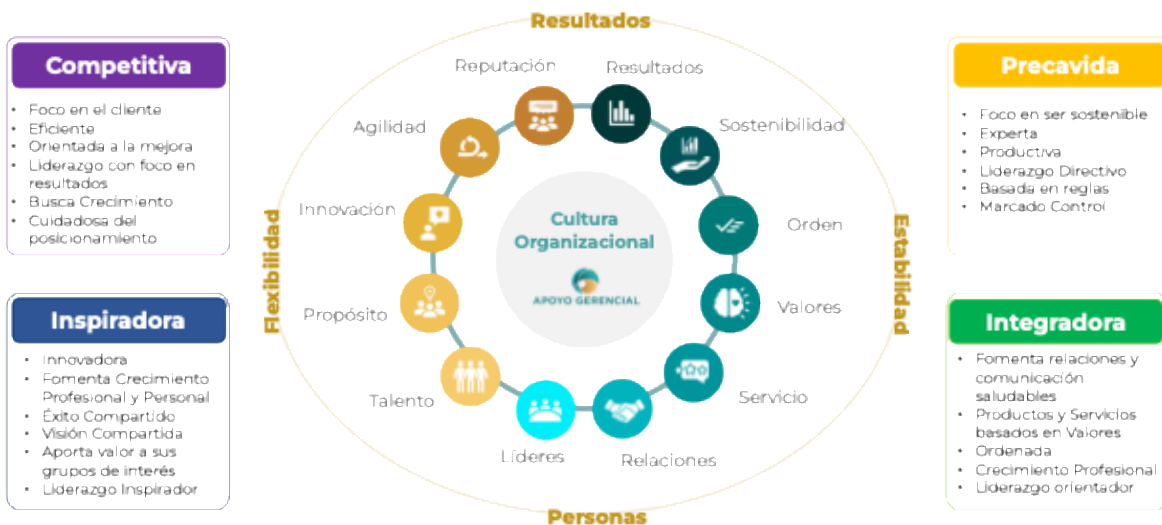 Resultados
Competitiva
• Foco en el cliente
• Eficiente
• Orientada a la mejora
• Liderazgo con foco en
resultados
• Busca Crecimiento
• Cuidadosa del
posicionamiento
Inspiradora
• Innovadora
• Fomenta Crecimiento
Profesional y Personal
• Éxito Compartido
• Visión Compartida
• Aporta valor a sus
grupos de interés
• Liderazgo Inspirador
Flexibilidad
Reputación
Resultados
Agilidad
Sostenibilidad
Innovación
Orden
Propósito
Valores
Talento
Servicio
Líderes
Relaciones
Cultura
Organizacional
APOYO GERENCIAL
Estabilidad
Personas
Precavida
• Foco en ser sostenible
• Experta
• Productiva
• Liderazgo Directivo
• Basada en reglas
• Marcado Control
Integradora
• Fomenta relaciones y
comunicación
saludables
• Productos y Servicios
basados en Valores
• Ordenada
• Crecimiento Profesional
• Liderazgo orientador